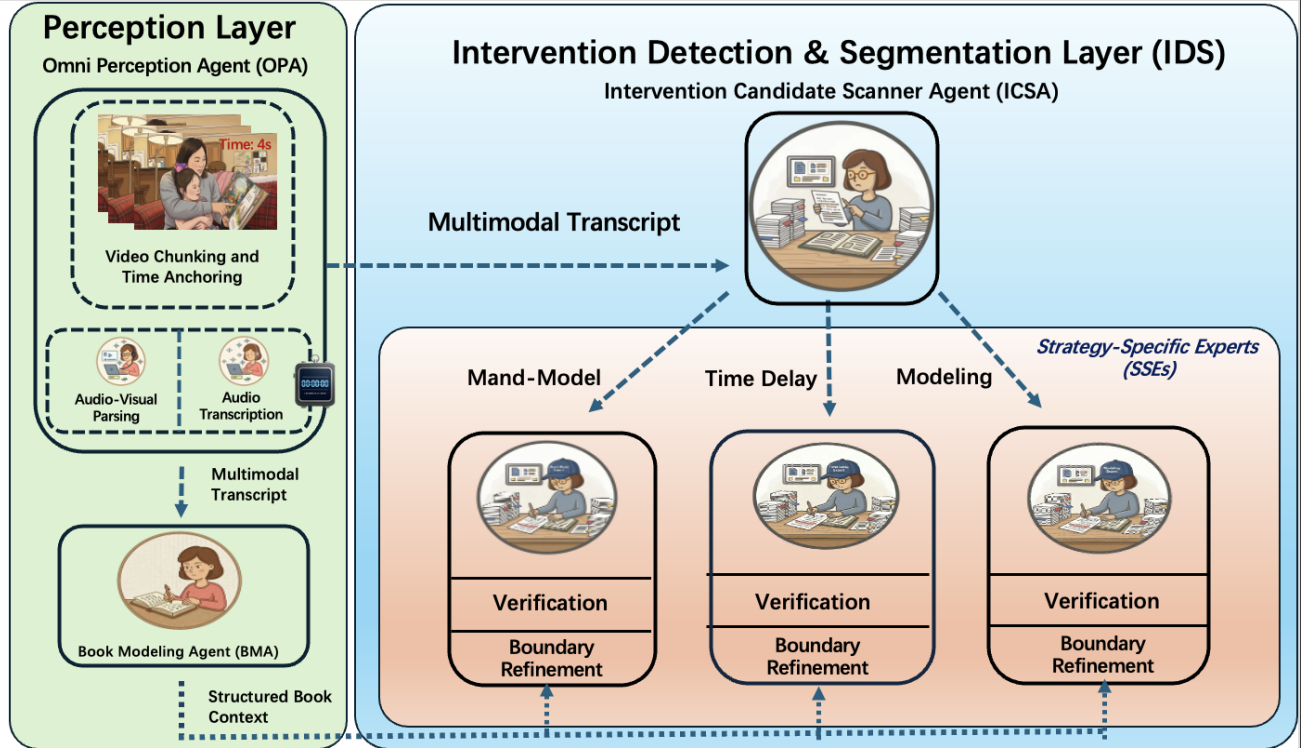 Perception Layer
Omni Perception Agent (OPA)
Time: 4s
Video Chunking and
Time Anchoring
Audio-Visual
Parsing
Audio
Transcription
00:00:00
Multimodal
Transcript
Book Modeling Agent (BMA)
Structured Book
Context
Intervention Detection & Segmentation Layer (IDS)
Intervention Candidate Scanner Agent (ICSA)
Multimodal Transcript
Strategy-Specific Experts
(SSEs)
Mand-Model
Time Delay
Modeling
Verification
Boundary
Refinement
Verification
Boundary
Refinement
Verification
Boundary
Refinement